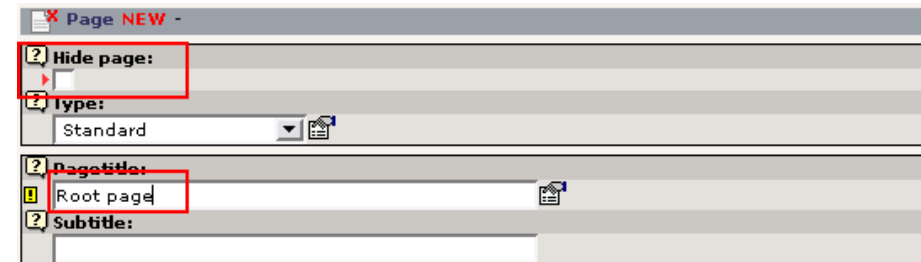 Page NEW -
Hide page:
Type:
Standard
Pagetitle:
Root page
Subtitle: